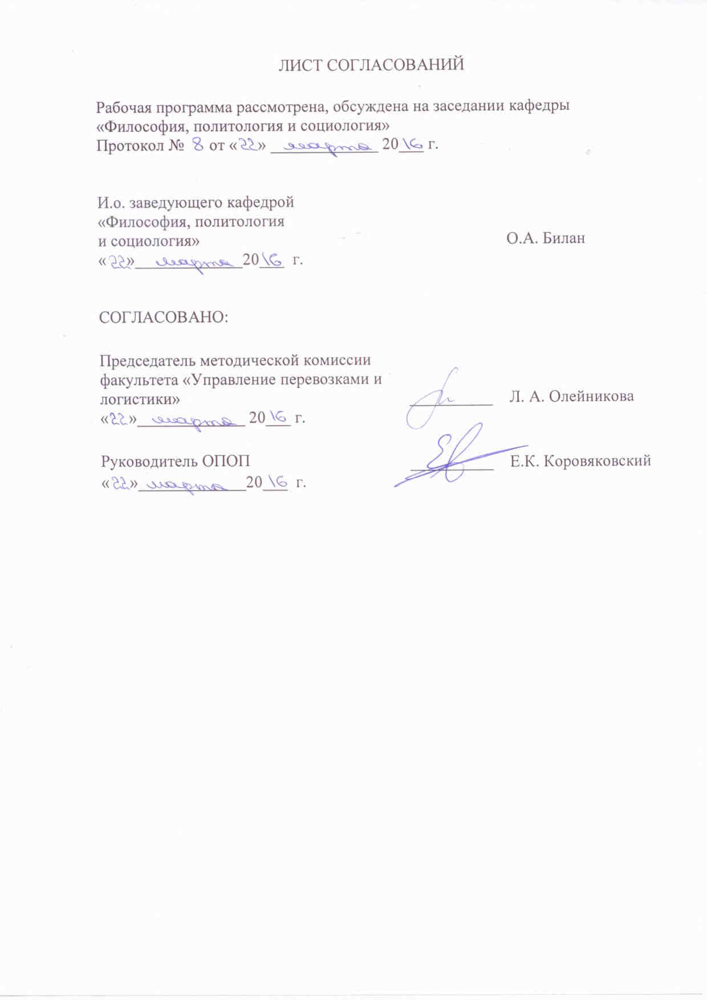 ЛИСТ СОГЛАСОВАНИЙ
Рабочая программа рассмотрена, обсуждена на заседании кафедры
«Философия, политология и социология»
Протокол № 8 от «22» марта 2016 г.
И.о. заведующего кафедрой
«Философия, политология
и социология» О.А. Билан
«22» марта 2016 г.
СОГЛАСОВАНО:
Председатель методической комиссии
факультета «Управление перевозками и
логистики» Л. А. Олейникова
«22» марта 2016 г.
Руководитель ОПОП Е.К. Коровяковский
«22» марта 2016 г.